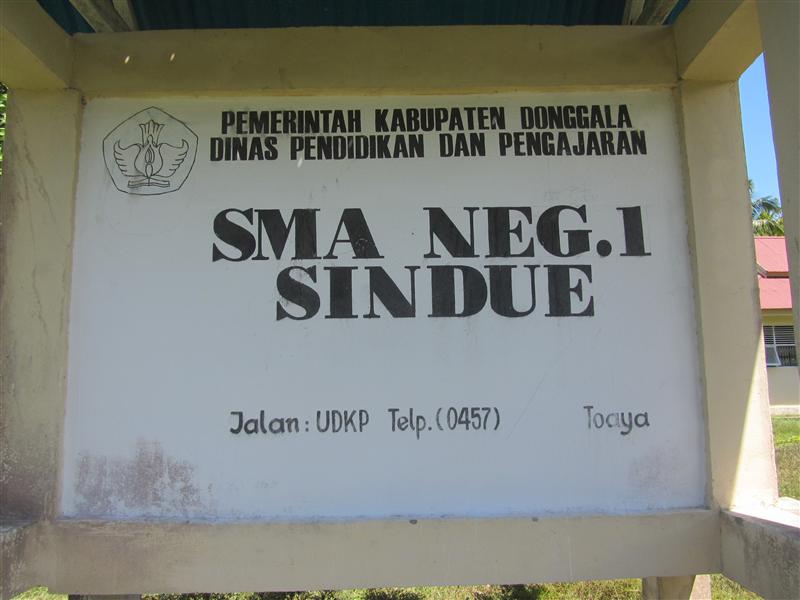 PEMERINTAH KABUPATEN DONGGALA
DINAS PENDIDIKAN DAN PENGAJARAN
SMA NEG.1
SINDUE
Jalan: UDKP Telp.(0457) Toaya